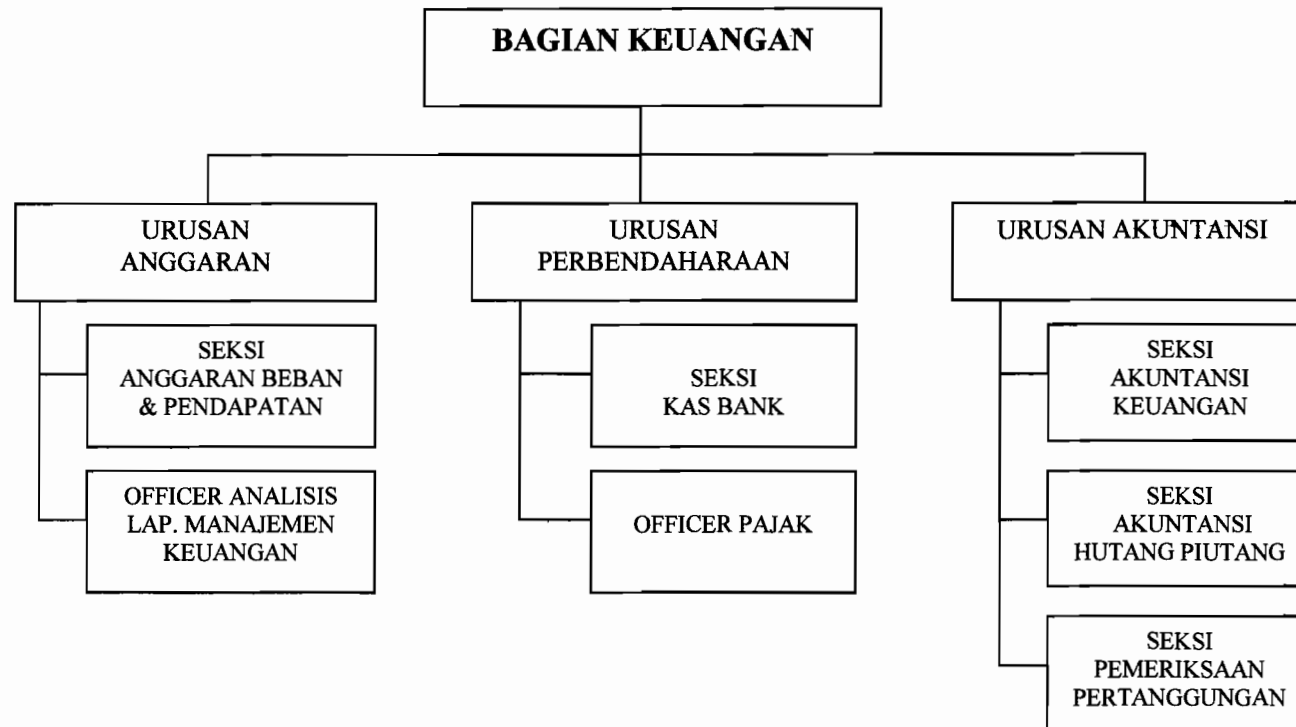 BAGIAN KEUANGAN
URUSAN
ANGGARAN
SEKSI
ANGGARAN BEBAN
& PENDAPATAN
OFFICER ANALISIS
LAP. MANAJEMEN
KEUANGAN
URUSAN
PERBENDAHARAAN
SEKSI
KAS BANK
OFFICER PAJAK
URUSAN AKUNTANSI
SEKSI
AKUNTANSI
KEUANGAN
SEKSI
AKUNTANSI
HUTANG PIUTANG
SEKSI
PEMERIKSAAN
PERTANGGUNGAN